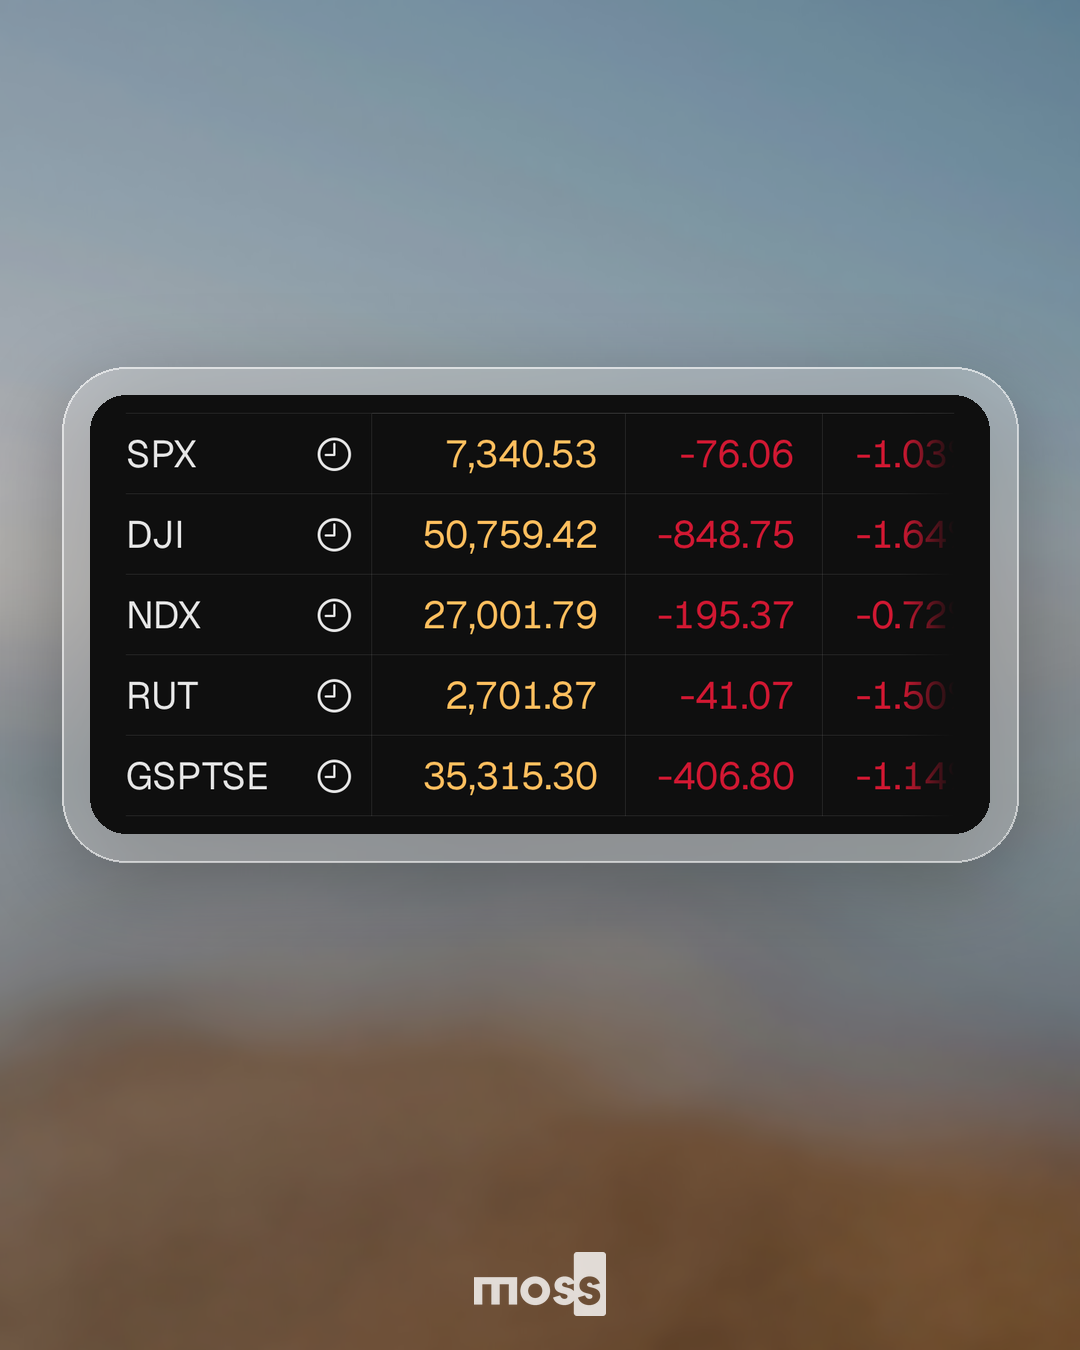 SPX 7,340.53 -76.06 -1.03
DJI 50,759.42 -848.75 -1.64
NDX 27,001.79 -195.37 -0.72
RUT 2,701.87 -41.07 -1.50
GSPTSE 35,315.30 -406.80 -1.14
moss